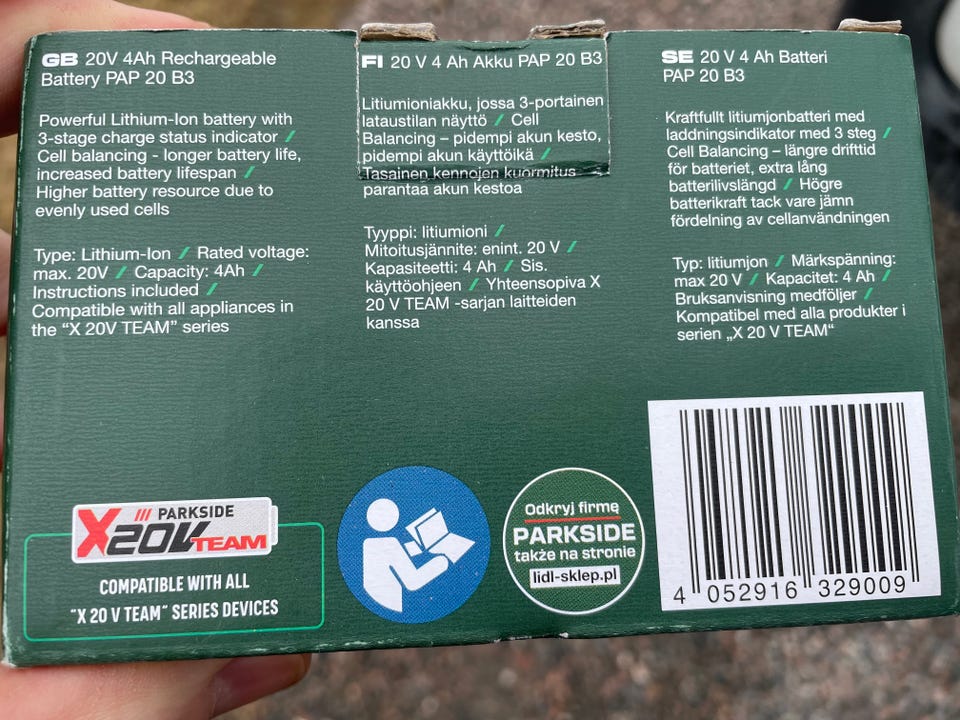 GB 20V 4Ah Rechargeable
Battery PAP 20 B3
Powerful Lithium-Ion battery with
3-stage charge status indicator /
Cell balancing - longer battery life,
increased battery lifespan /
Higher battery resource due to
evenly used cells
Type: Lithium-Ion / Rated voltage:
max. 20V / Capacity: 4Ah /
Instructions included /
Compatible with all appliances in
the “X 20V TEAM” series
FI 20 V 4 Ah Akku PAP 20 B3
Litiumioniakku, jossa 3-portainen
lataustilan näyttö / Cell
Balancing – pidempi akun kesto,
pidempi akun käyttöikä /
Tasainen kennojen kuormitus
parantaa akun kestoa
Tyyppi: litiumioni /
Mitoitusjännite: enint. 20 V /
Kapasiteetti: 4 Ah / Sis.
käyttöohjeen / Yhteensopiva X
20 V TEAM -sarjan laitteiden
kanssa
SE 20 V 4 Ah Batteri
PAP 20 B3
Kraftfullt litiumjonbatteri med
laddningsindikator med 3 steg /
Cell Balancing – längre drifttid
för batteriet, extra lång
batterilivslängd / Högre
batterikraft tack vare jämn
fördelning av cellanvändningen
Typ: litiumjon / Märkspänning:
max 20 V / Kapacitet: 4 Ah /
Bruksanvisning medföljer /
Kompatibel med alla produkter i
serien „X 20 V TEAM“
/// PARKSIDE
X20V TEAM
COMPATIBLE WITH ALL
"X 20 V TEAM" SERIES DEVICES
Odkryj firmę
PARKSIDE
także na stronie
lidl-sklep.pl
4 052916 329009